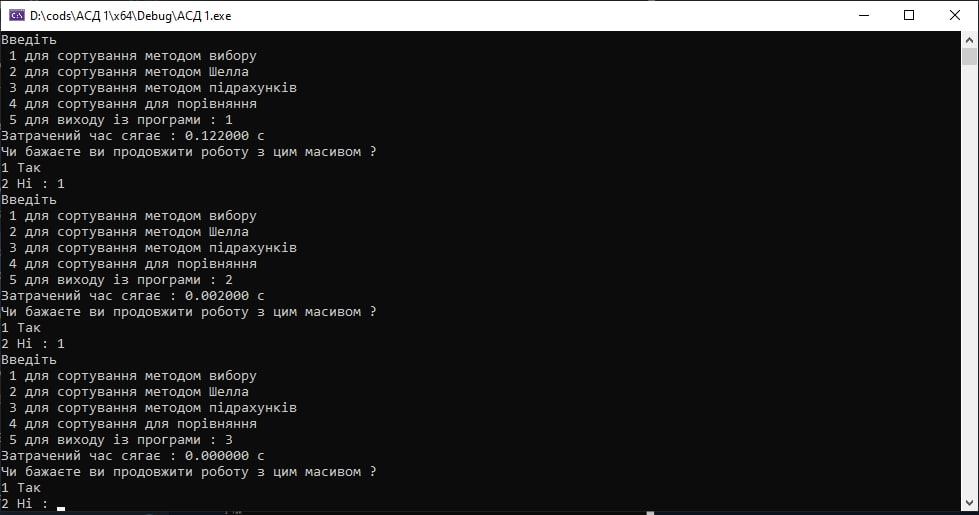 D:\cods\АСД 1\x64\Debug\АСД 1.exe
Введіть
1 для сортування методом вибору
2 для сортування методом Шелла
3 для сортування методом підрахунків
4 для сортування для порівняння
5 для виходу із програми : 1
Затрачений час сягає : 0.122000 с
Чи бажаєте ви продовжити роботу з цим масивом ?
1 Так
2 Ні : 1
Введіть
1 для сортування методом вибору
2 для сортування методом Шелла
3 для сортування методом підрахунків
4 для сортування для порівняння
5 для виходу із програми : 2
Затрачений час сягає : 0.002000 с
Чи бажаєте ви продовжити роботу з цим масивом ?
1 Так
2 Ні : 1
Введіть
1 для сортування методом вибору
2 для сортування методом Шелла
3 для сортування методом підрахунків
4 для сортування для порівняння
5 для виходу із програми : 3
Затрачений час сягає : 0.000000 с
Чи бажаєте ви продовжити роботу з цим масивом ?
1 Так
2 Ні :